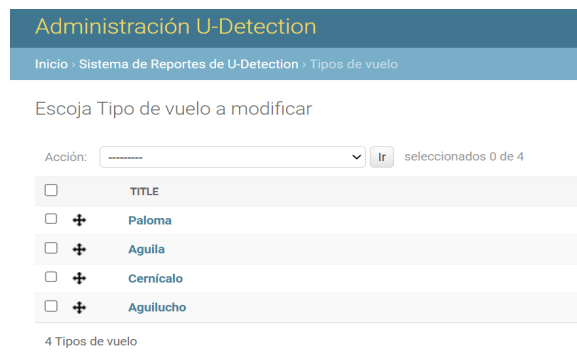 Administración U-Detection
Inicio › Sistema de Reportes de U-Detection › Tipos de vuelo
Escoja Tipo de vuelo a modificar
Acción: --------- Ir seleccionados 0 de 4
TITLE
Paloma
Aguila
Cernícalo
Aguilucho
4 Tipos de vuelo